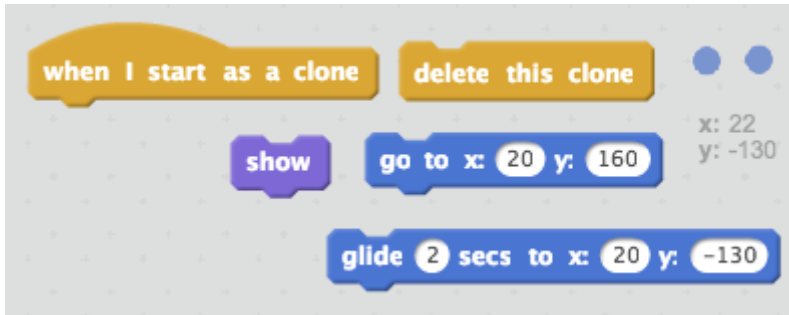 when I start as a clone
delete this clone
x: 22
y: -130
show
go to x: 20 y: 160
glide 2 secs to x: 20 y: -130